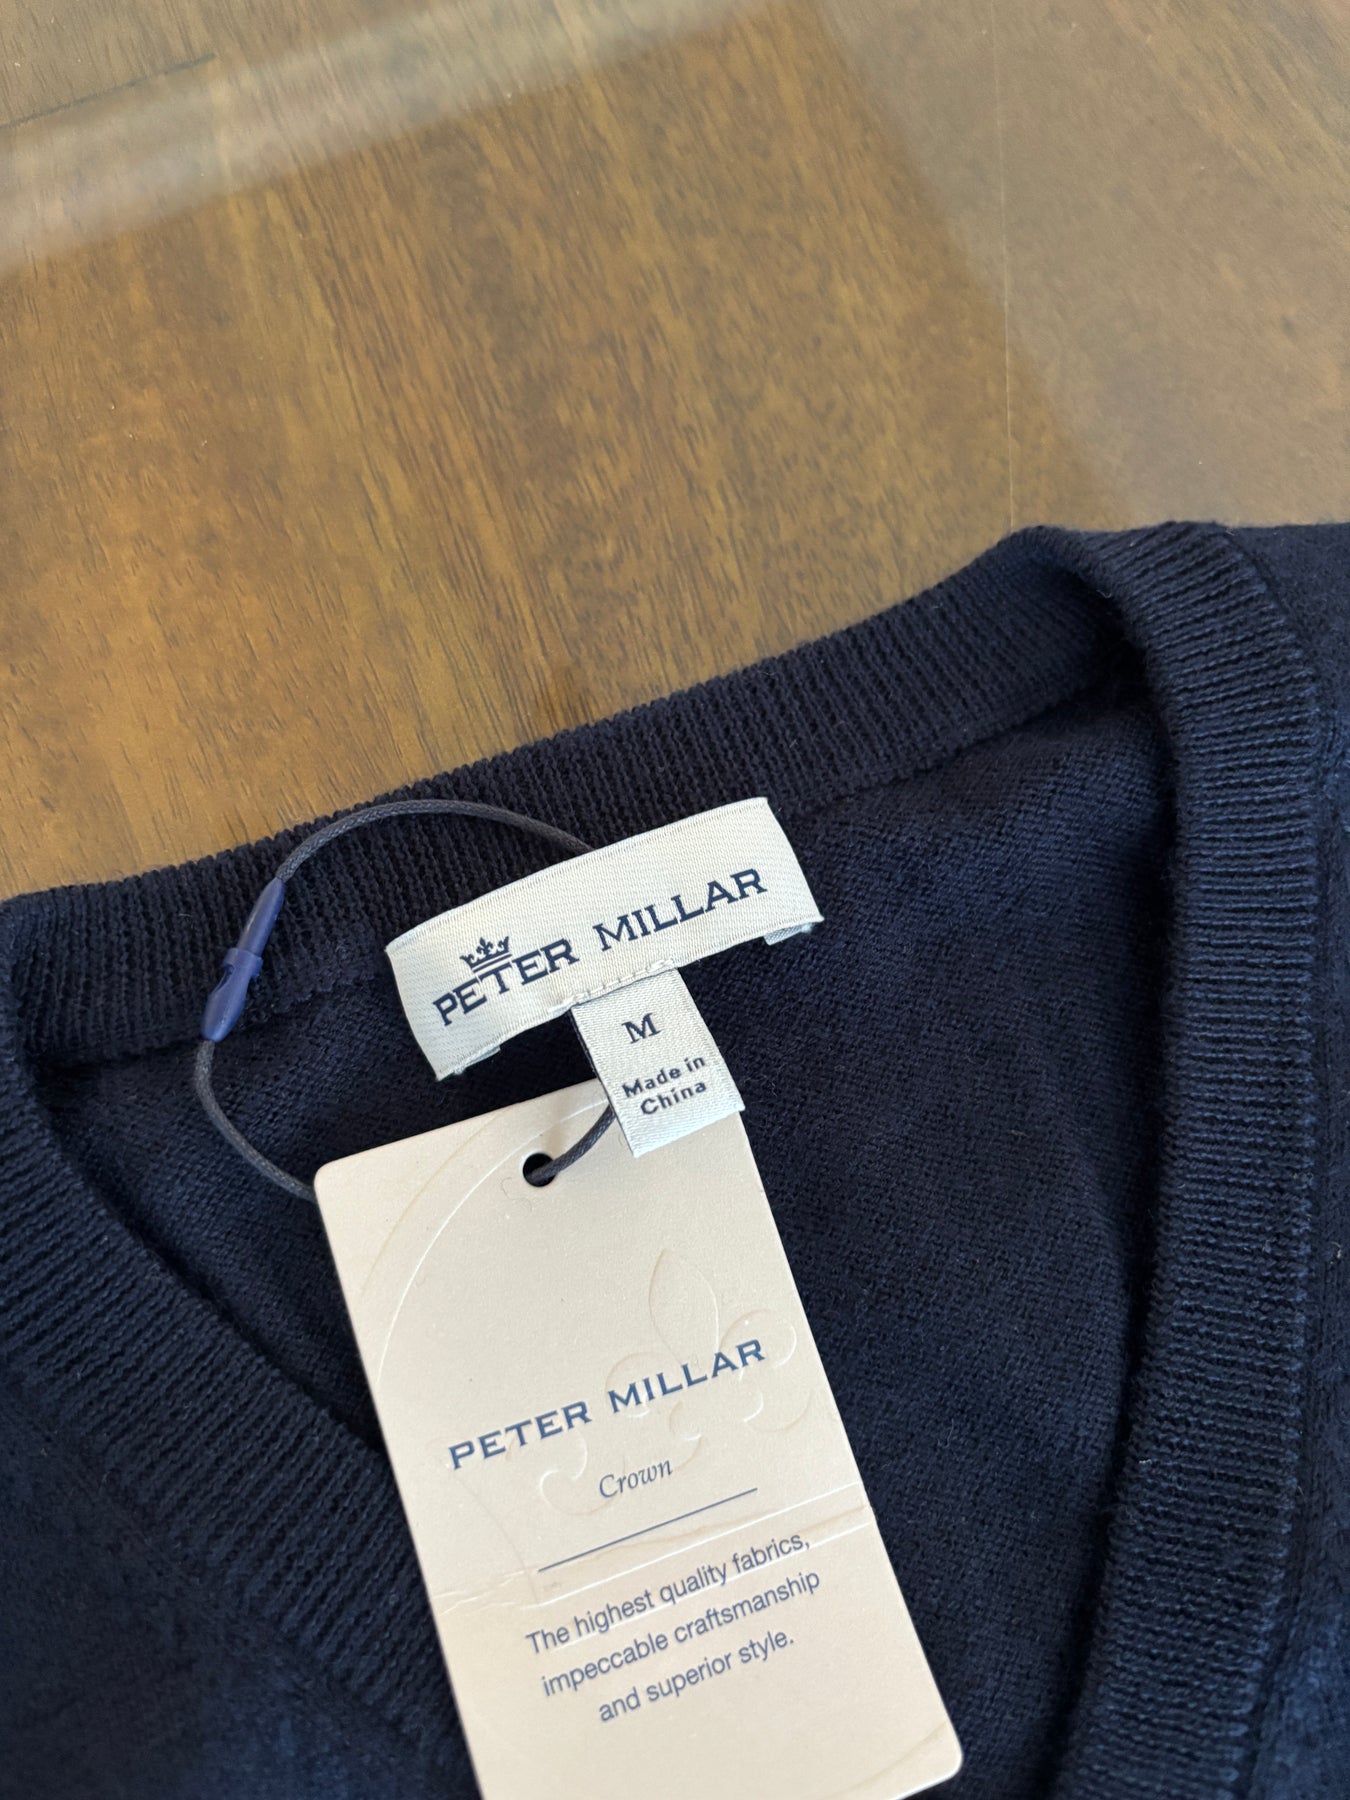 PETER MILLAR
M
Made in
China
PETER MILLAR
Crown
The highest quality fabrics,
impeccable craftsmanship
and superior style.